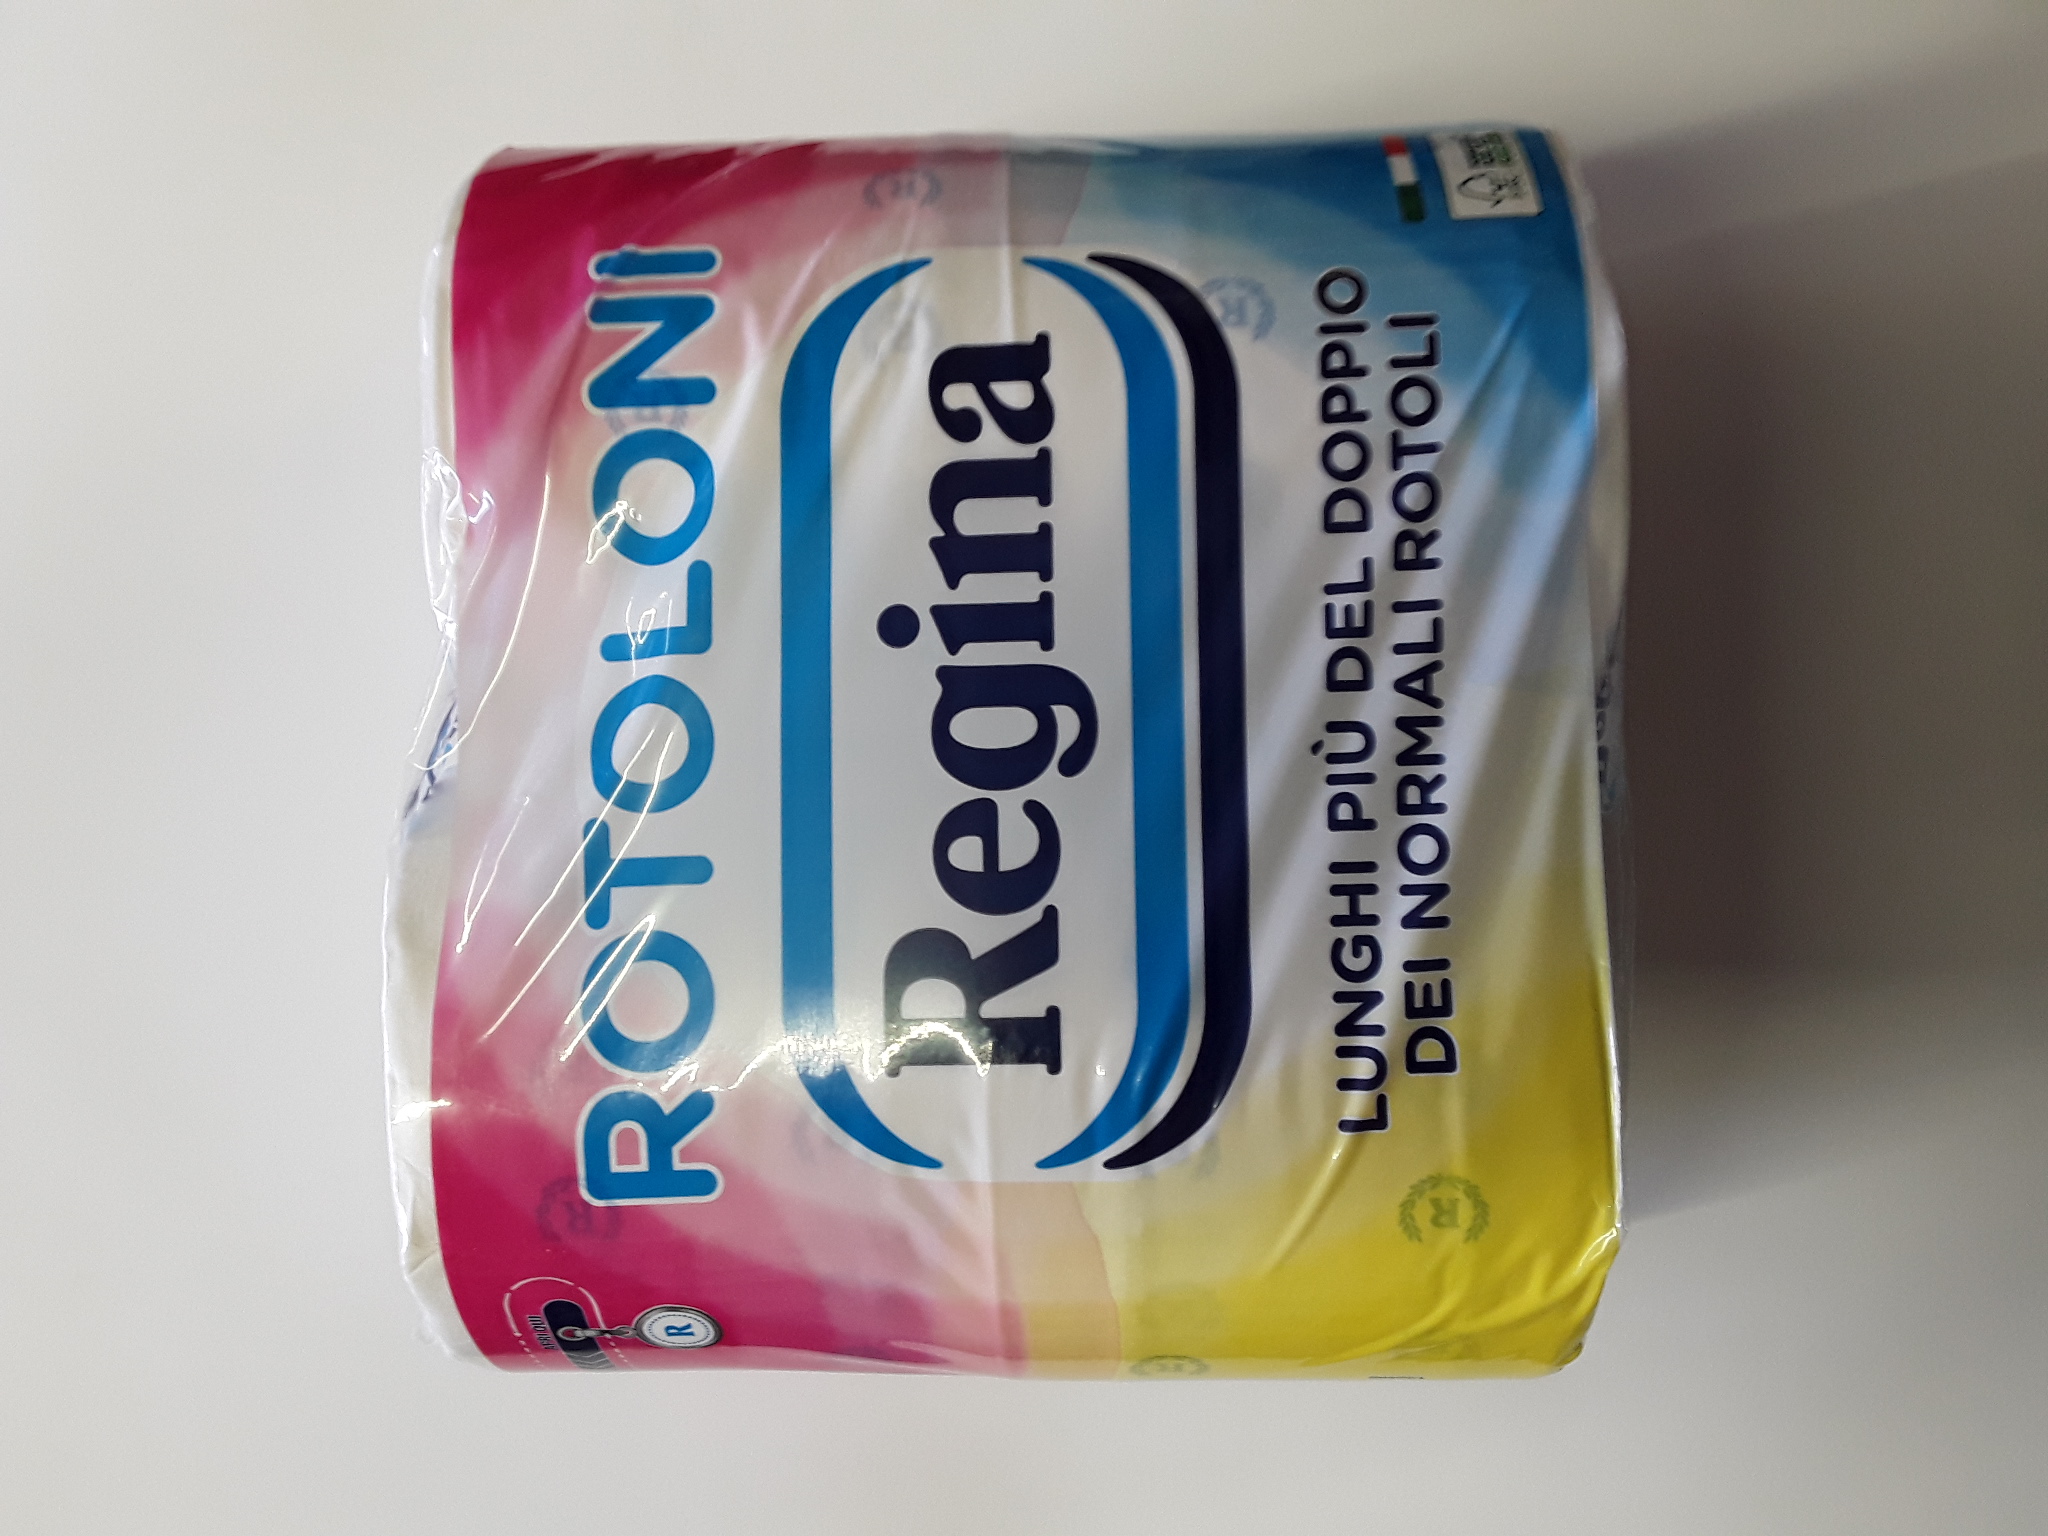 ROTOLONI
Regina
LUNGHI PIÙ DEL DOPPIO
DEI NORMALI ROTOLI
R